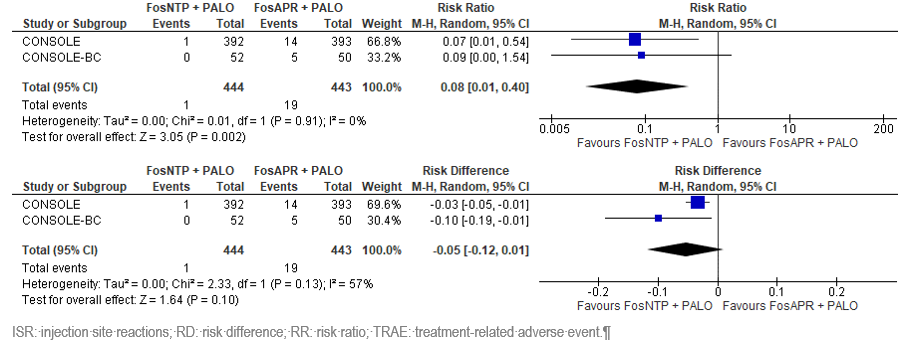 FosNTP + PALO FosAPR + PALO Risk Ratio Risk Ratio
Study or Subgroup Events Total Events Total Weight M-H, Random, 95% CI M-H, Random, 95% CI
CONSOLE 1 392 14 393 66.8% 0.07 [0.01, 0.54]
CONSOLE-BC 0 52 5 50 33.2% 0.09 [0.00, 1.54]
Total (95% CI) 444 443 100.0% 0.08 [0.01, 0.40]
Total events 1 19
Heterogeneity: Tau² = 0.00; Chi² = 0.01, df = 1 (P = 0.91); I² = 0%
Test for overall effect: Z = 3.05 (P = 0.002)
0.005 0.1 1 10 200
Favours FosNTP + PALO Favours FosAPR + PALO
FosNTP + PALO FosAPR + PALO Risk Difference Risk Difference
Study or Subgroup Events Total Events Total Weight M-H, Random, 95% CI M-H, Random, 95% CI
CONSOLE 1 392 14 393 69.6% -0.03 [-0.05, -0.01]
CONSOLE-BC 0 52 5 50 30.4% -0.10 [-0.19, -0.01]
Total (95% CI) 444 443 100.0% -0.05 [-0.12, 0.01]
Total events 1 19
Heterogeneity: Tau² = 0.00; Chi² = 2.33, df = 1 (P = 0.13); I² = 57%
Test for overall effect: Z = 1.64 (P = 0.10)
-0.2 -0.1 0 0.1 0.2
Favours FosNTP + PALO Favours FosAPR + PALO
ISR:·injection·site·reactions;·RD:·risk·difference;·RR:·risk·ratio;·TRAE:·treatment-related·adverse·event.¶